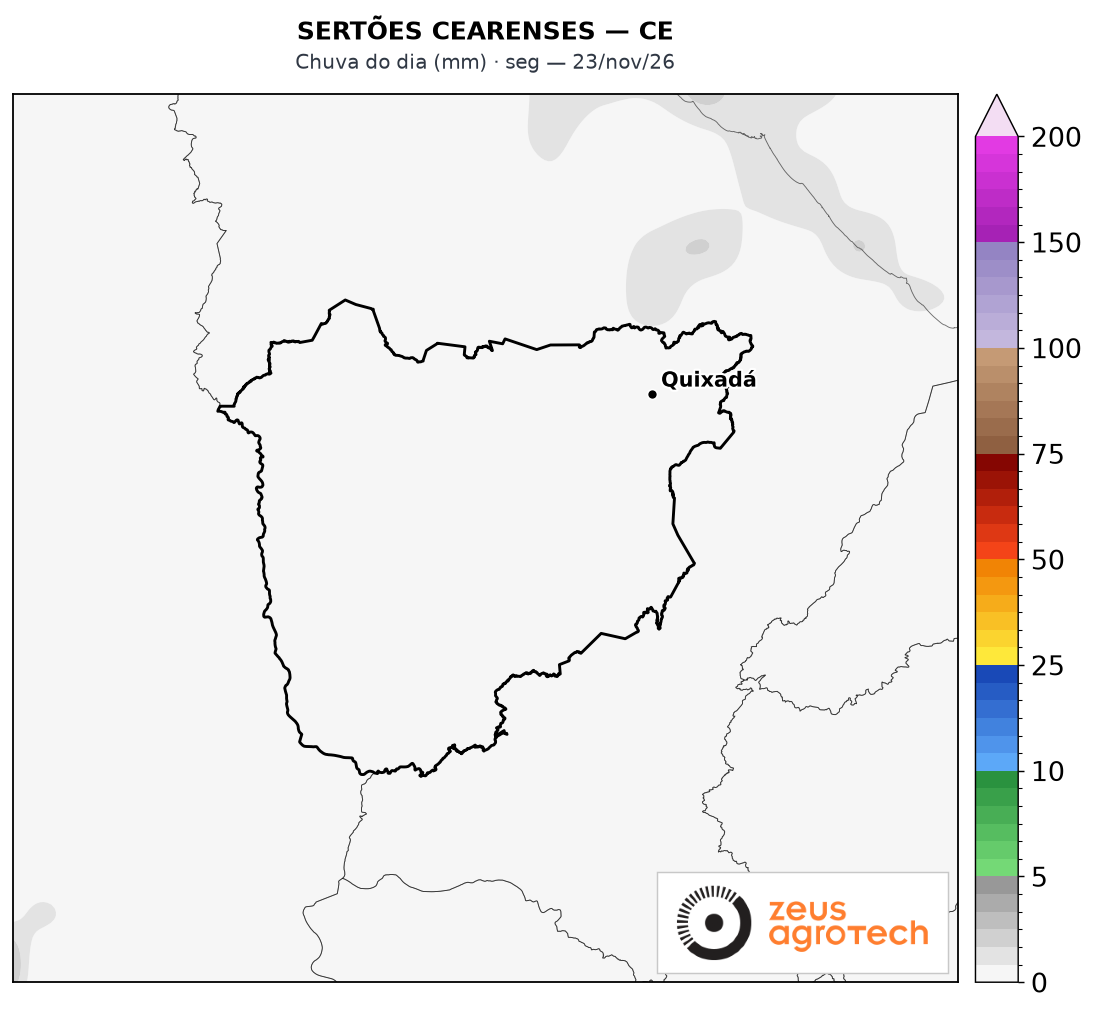 SERTÕES CEARENSES — CE
Chuva do dia (mm) · seg — 23/nov/26
Quixadá
200
150
100
75
50
25
10
5
0
zeus
agroTech